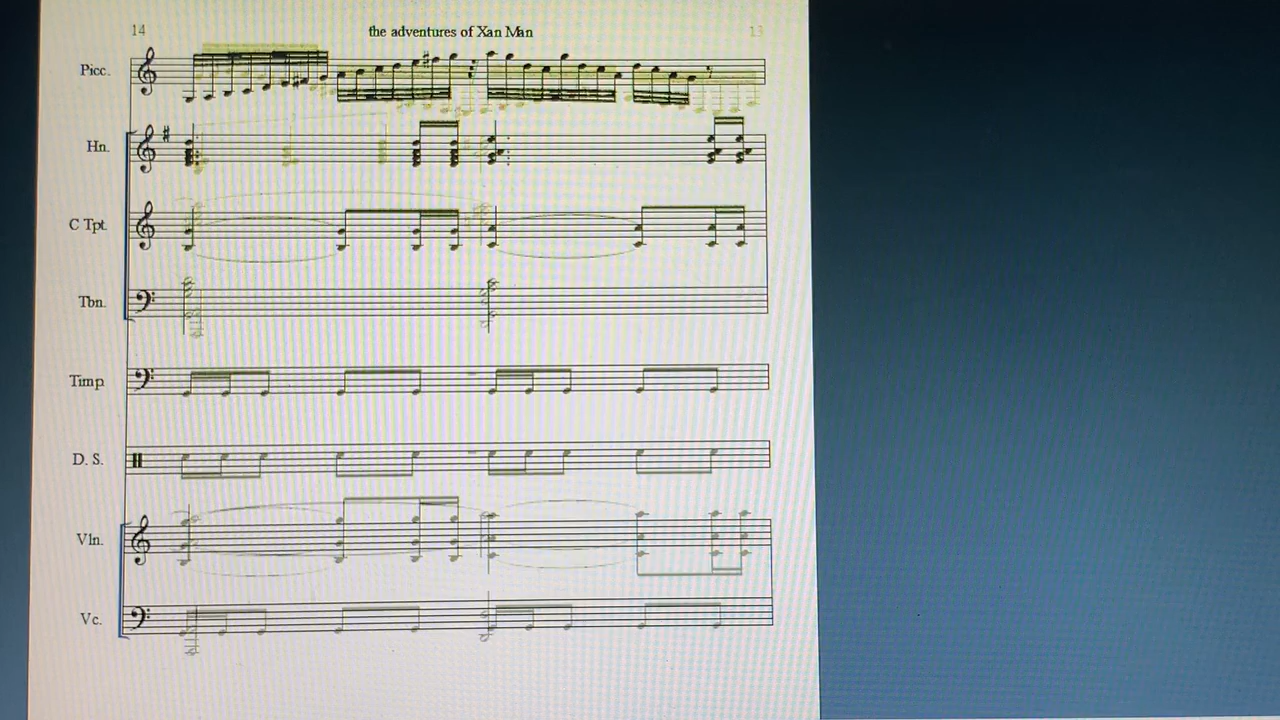 14 the adventures of Xan Man 13
Picc.
Hn.
C Tpt.
Tbn.
Timp.
D. S.
Vln.
Vc.